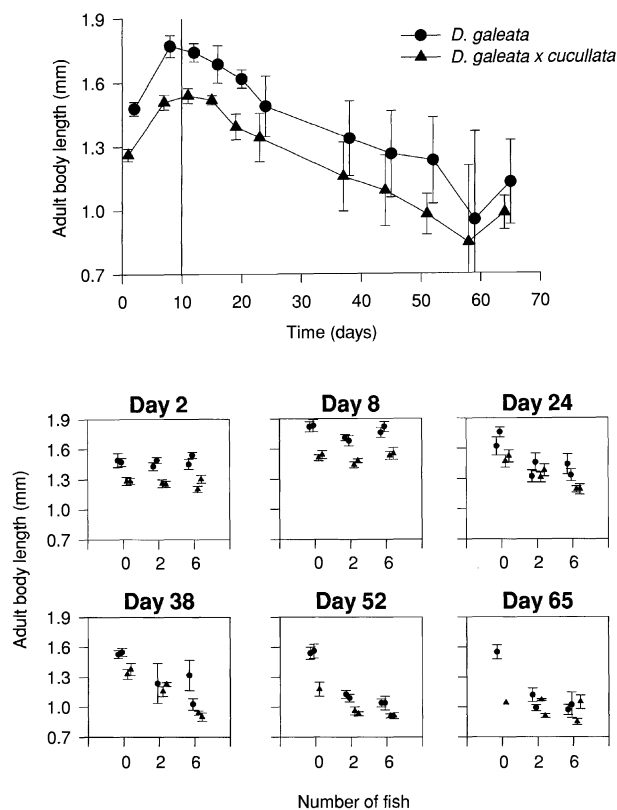 D. galeata
D. galeata x cucullata
Adult body length (mm)
1.9
1.6
1.3
1.0
0.7
0 10 20 30 40 50 60 70
Time (days)
Adult body length (mm)
Day 2 Day 8 Day 24
1.9
1.6
1.3
1.0
0.7
0 2 6 0 2 6 0 2 6
Day 38 Day 52 Day 65
1.9
1.6
1.3
1.0
0.7
0 2 6 0 2 6 0 2 6
Number of fish